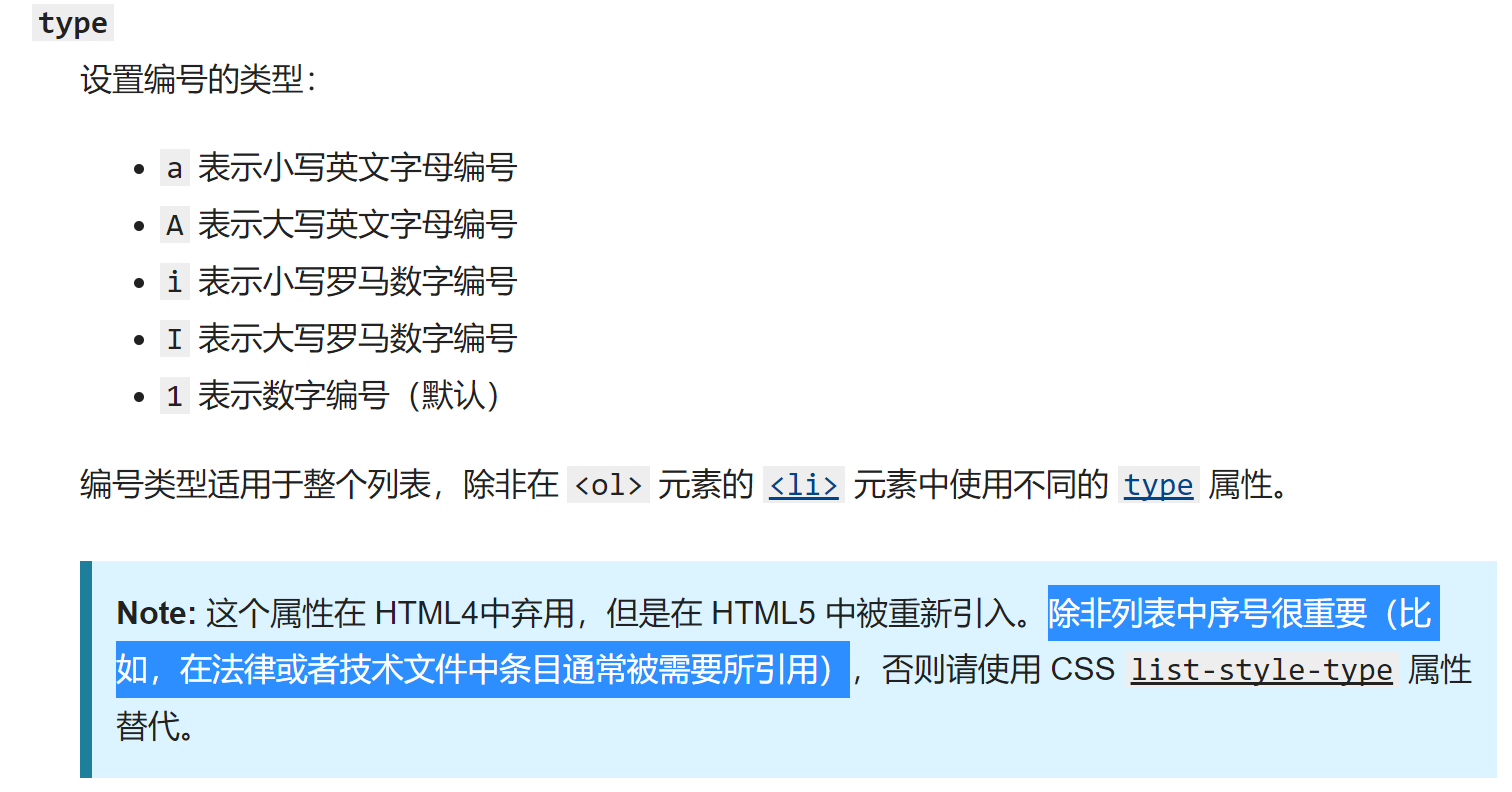 type
设置编号的类型：
• a 表示小写英文字母编号
• A 表示大写英文字母编号
• i 表示小写罗马数字编号
• I 表示大写罗马数字编号
• 1 表示数字编号（默认）
编号类型适用于整个列表，除非在 <ol> 元素的 <li> 元素中使用不同的 type 属性。
Note: 这个属性在 HTML4中弃用，但是在 HTML5 中被重新引入。除非列表中序号很重要（比
如，在法律或者技术文件中条目通常被需要所引用），否则请使用 CSS list-style-type 属性
替代。